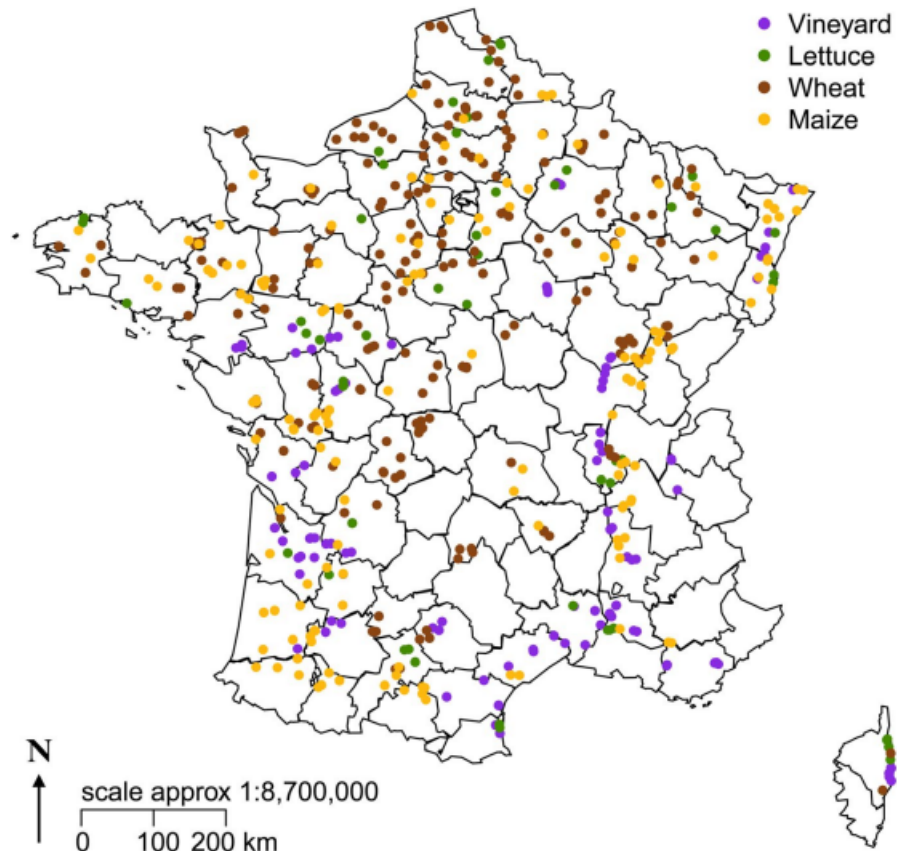 Vineyard
Lettuce
Wheat
Maize
N
scale approx 1:8,700,000
0 100 200 km